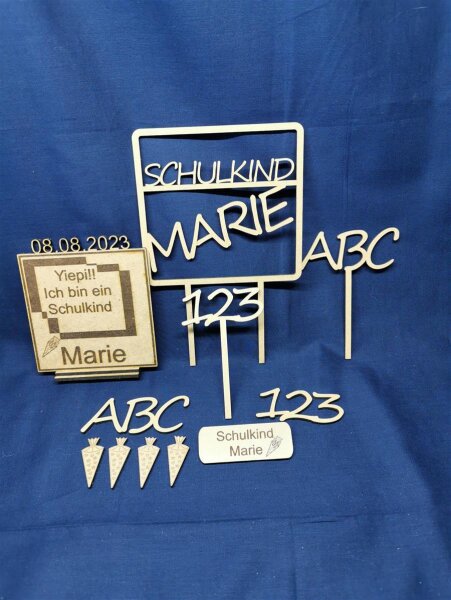 SCHULKIND
MARIE
08.08.2023
Yiepi!!
Ich bin ein
Schulkind
Marie
ABC
123
ABC
123
Schulkind
Marie